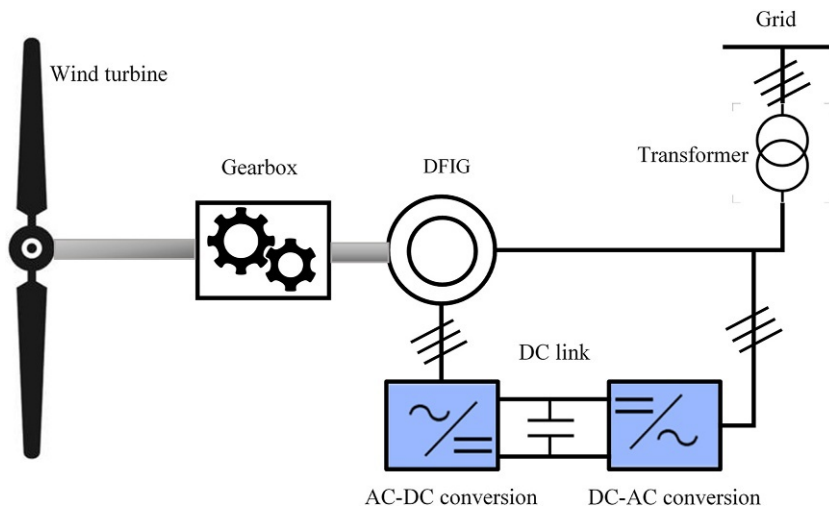 Grid
Wind turbine
Transformer
Gearbox
DFIG
DC link
AC-DC conversion
DC-AC conversion